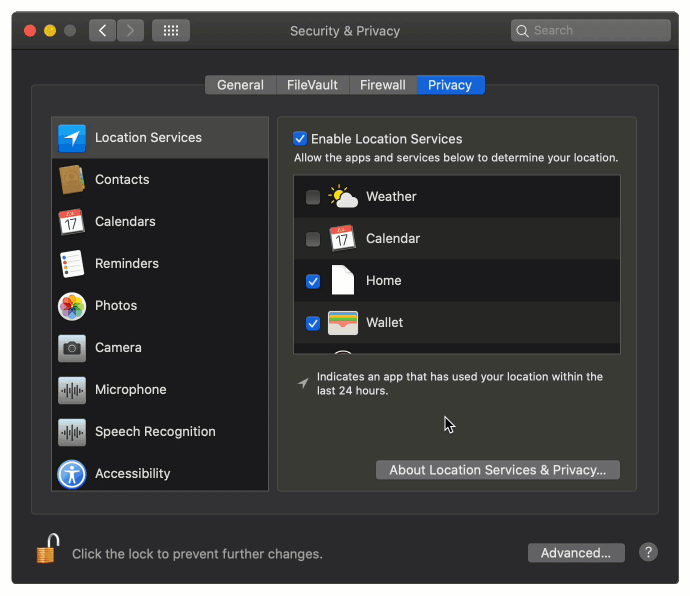 Security & Privacy
Search
General
FileVault
Firewall
Privacy
Location Services
Contacts
Calendars
Reminders
Photos
Camera
Microphone
Speech Recognition
Accessibility
Enable Location Services
Allow the apps and services below to determine your location.
Weather
17
Calendar
Home
Wallet
Indicates an app that has used your location within the
last 24 hours.
About Location Services & Privacy...
17
Click the lock to prevent further changes.
Advanced...
?